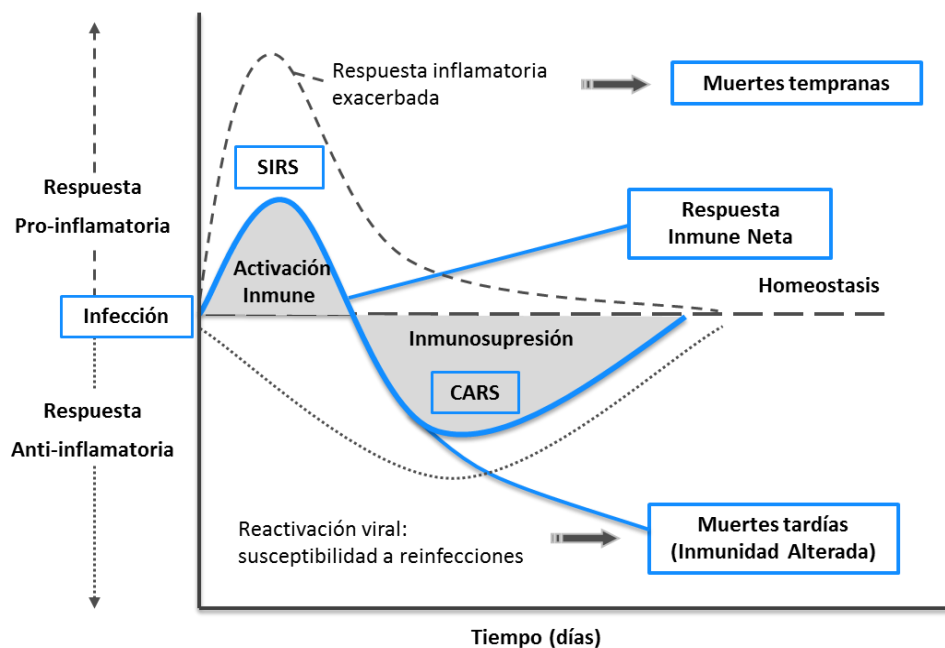 Respuesta inflamatoria
exacerbada
Muertes tempranas
SIRS
Respuesta
Pro-inflamatoria
Respuesta
Inmune Neta
Activación
Inmune
Homeostasis
Infección
Inmunosupresión
CARS
Respuesta
Anti-inflamatoria
Reactivación viral:
susceptibilidad a reinfecciones
Muertes tardías
(Inmunidad Alterada)
Tiempo (días)